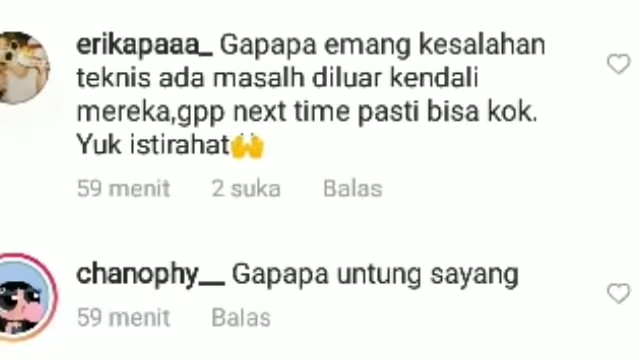 erikapaaa_ Gapapa emang kesalahan
teknis ada masalh diluar kendali
mereka,gpp next time pasti bisa kok.
Yuk istirahat🙌
59 menit 2 suka Balas
chanophy__ Gapapa untung sayang
59 menit Balas